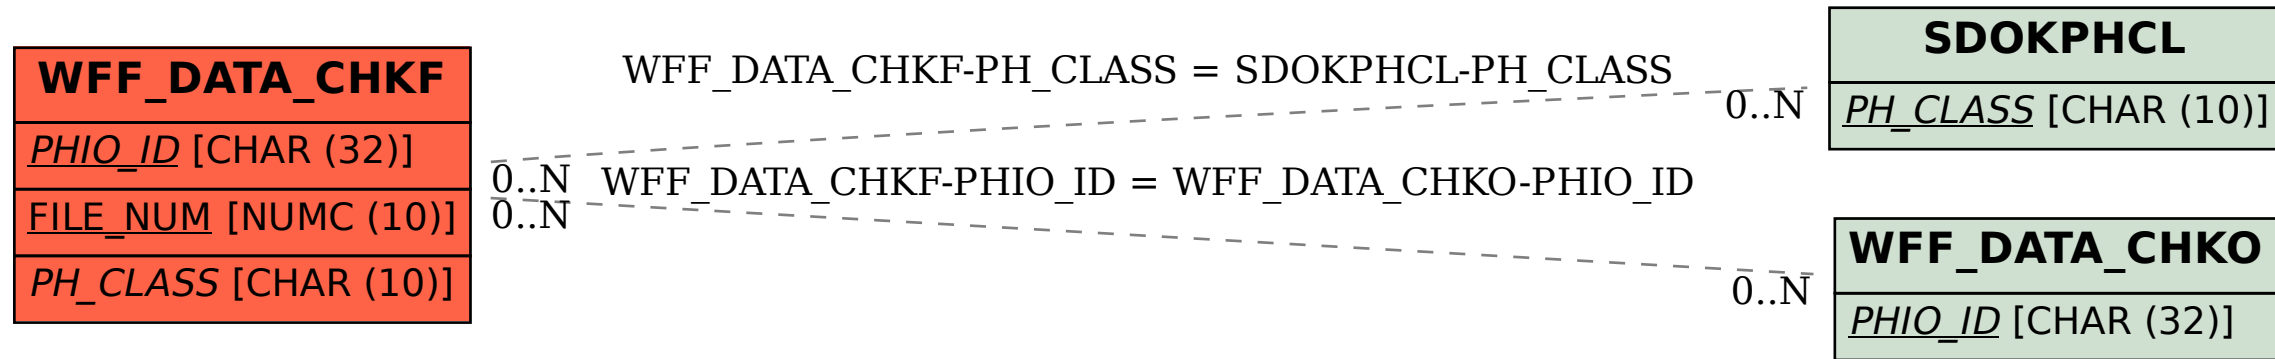 WFF_DATA_CHKF
PHIO_ID [CHAR (32)]
FILE_NUM [NUMC (10)]
PH_CLASS [CHAR (10)]
WFF_DATA_CHKF-PH_CLASS = SDOKPHCL-PH_CLASS
0..N
0..N
WFF_DATA_CHKF-PHIO_ID = WFF_DATA_CHKO-PHIO_ID
0..N
0..N
SDOKPHCL
PH_CLASS [CHAR (10)]
WFF_DATA_CHKO
PHIO_ID [CHAR (32)]